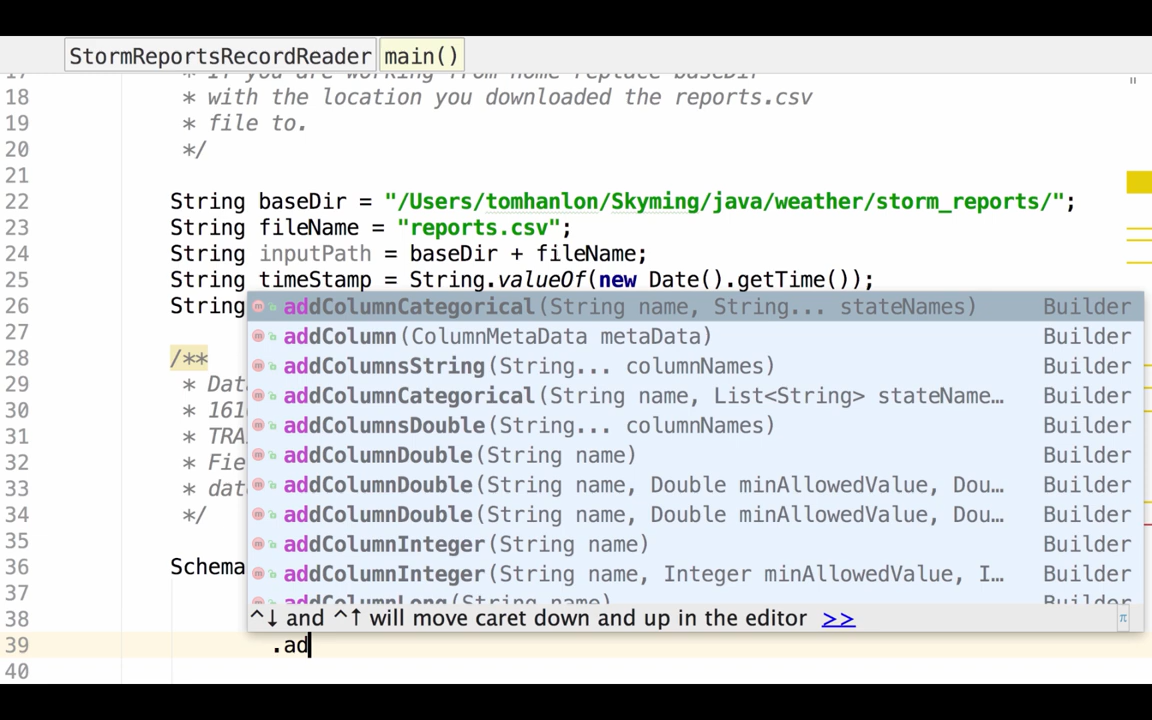 StormReportsRecordReader main()
* If you are working from home replace baseDir
18 * with the location you downloaded the reports.csv
19 * file to.
20 */
21
22 String baseDir = "/Users/tomhanlon/Skyming/java/weather/storm_reports/";
23 String fileName = "reports.csv";
24 String inputPath = baseDir + fileName;
25 String timeStamp = String.valueOf(new Date().getTime());
26 String
addColumnCategorical(String name, String... stateNames) Builder
27 addColumn(ColumnMetaData metaData) Builder
28 /** addColumnsString(String... columnNames) Builder
29 * Dat addColumnCategorical(String name, List<String> stateName… Builder
30 * 161 addColumnsDouble(String... columnNames) Builder
31 * TRA addColumnDouble(String name) Builder
32 * Fie addColumnDouble(String name, Double minAllowedValue, Dou… Builder
33 * dat addColumnDouble(String name, Double minAllowedValue, Dou… Builder
34 */
35 addColumnInteger(String name) Builder
36 Schema addColumnInteger(String name, Integer minAllowedValue, I… Builder
37 addColumnLong(String name) Builder
38 ^↓ and ^↑ will move caret down and up in the editor >> π
39 .ad
40